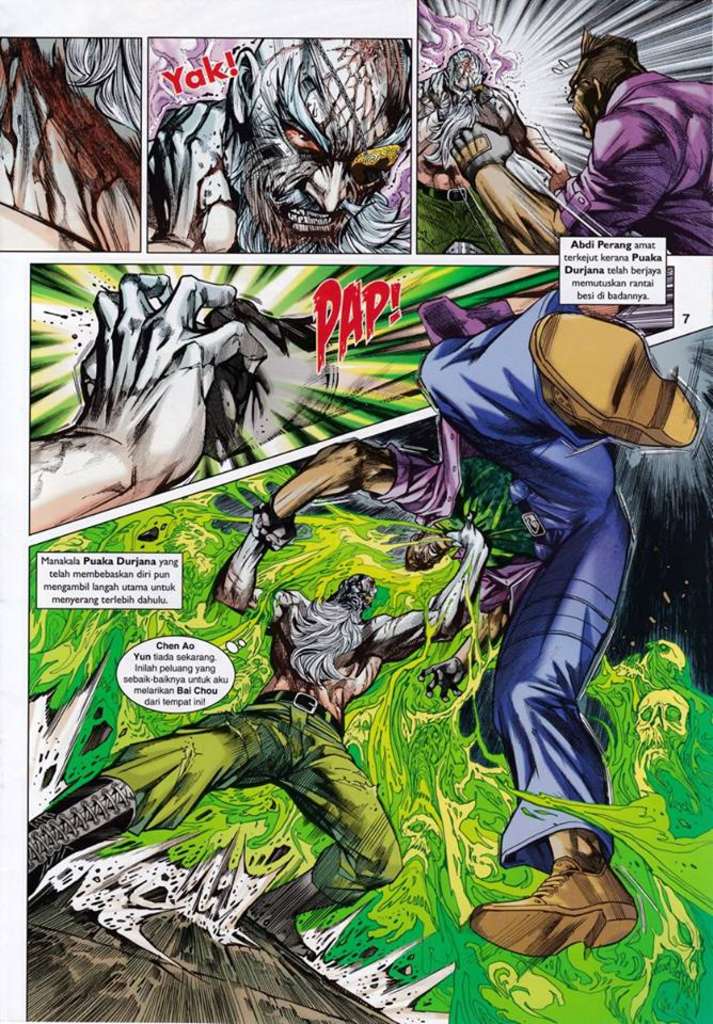 Yak!
Abdi Perang amat
terkejut kerana Puaka
Durjana telah berjaya
memutuskan rantai
besi di badannya.
7
PAP!
Manakala Puaka Durjana yang
telah membebaskan diri pun
mengambil langah utama untuk
menyerang terlebih dahulu.
Chen Ao
Yun tiada sekarang.
Inilah peluang yang
sebaik-baiknya untuk aku
melarikan Bai Chou
dari tempat ini!